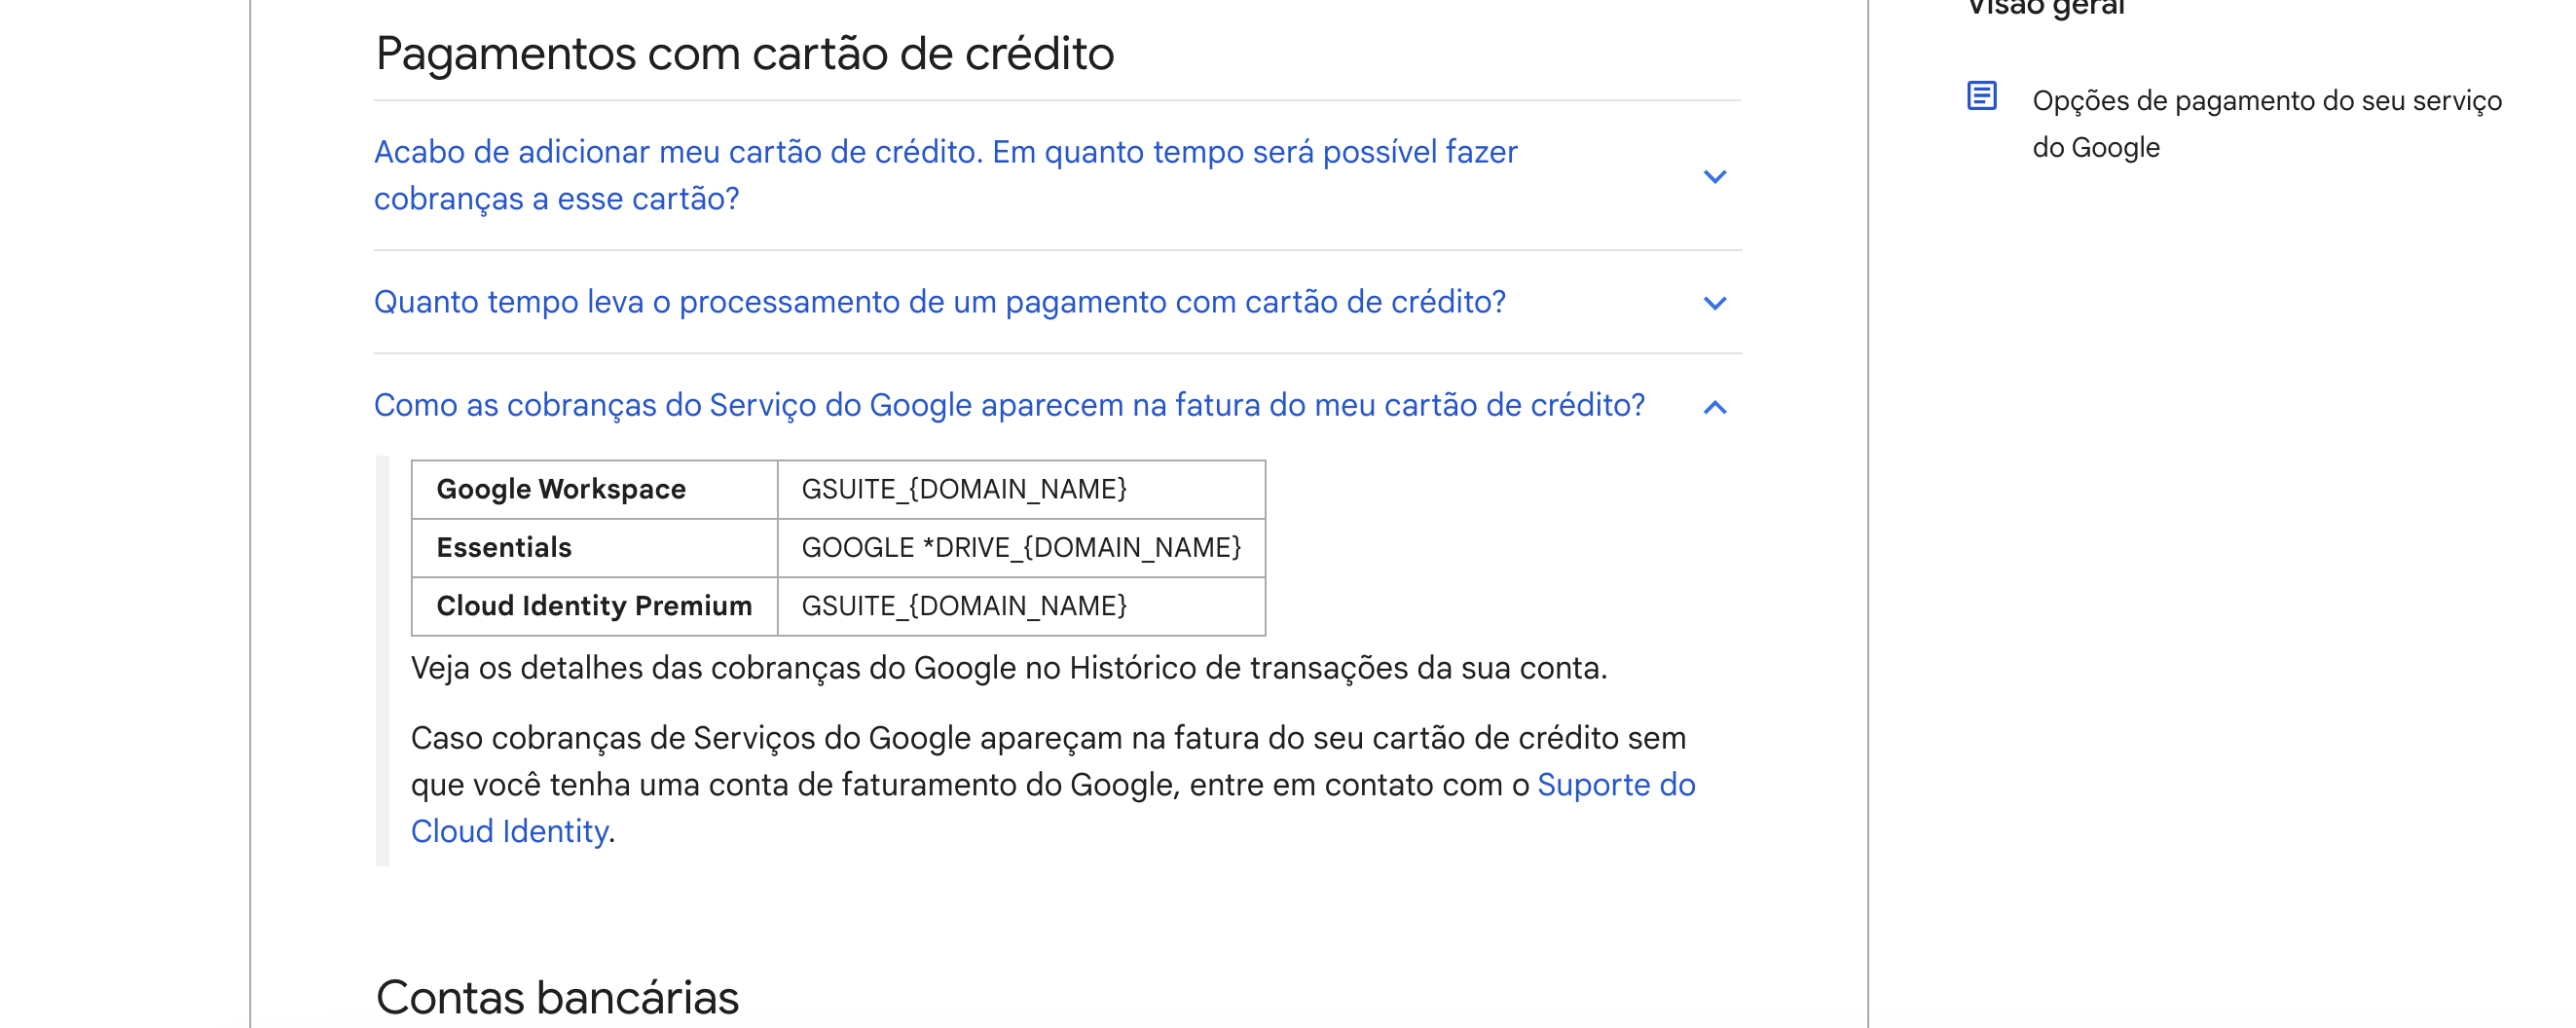 Visão geral
Pagamentos com cartão de crédito
Opções de pagamento do seu serviço
do Google
Acabo de adicionar meu cartão de crédito. Em quanto tempo será possível fazer
cobranças a esse cartão?
Quanto tempo leva o processamento de um pagamento com cartão de crédito?
Como as cobranças do Serviço do Google aparecem na fatura do meu cartão de crédito?
Google Workspace GSUITE_{DOMAIN_NAME}
Essentials GOOGLE *DRIVE_{DOMAIN_NAME}
Cloud Identity Premium GSUITE_{DOMAIN_NAME}
Veja os detalhes das cobranças do Google no Histórico de transações da sua conta.
Caso cobranças de Serviços do Google apareçam na fatura do seu cartão de crédito sem
que você tenha uma conta de faturamento do Google, entre em contato com o Suporte do
Cloud Identity.
Contas bancárias